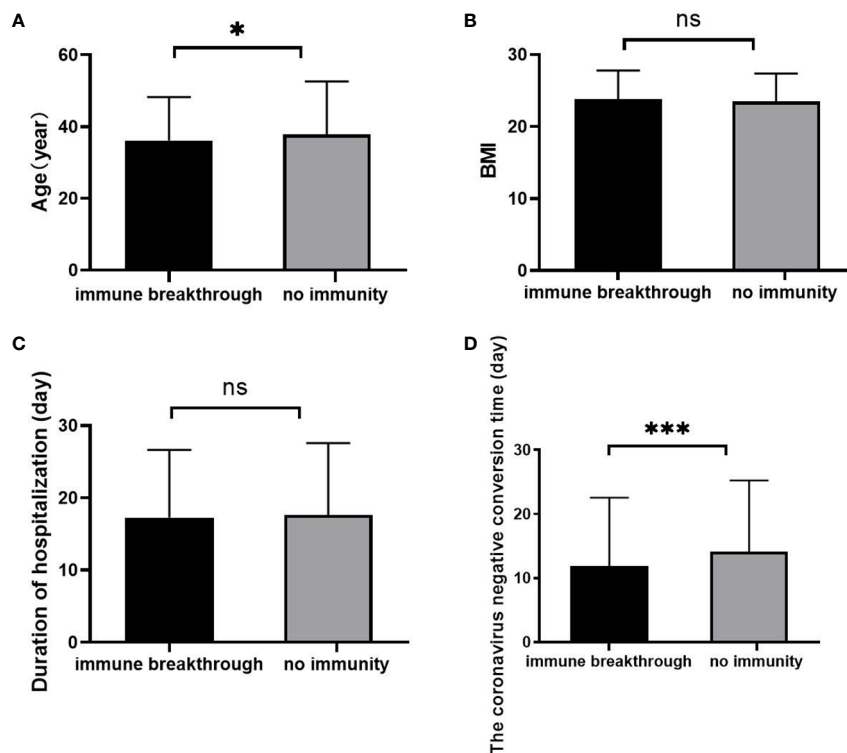 A
*
Age(year)
60
40
20
0
immune breakthrough no immunity
B
ns
BMI
30
20
10
0
immune breakthrough no immunity
C
ns
Duration of hospitalization (day)
30
20
10
0
immune breakthrough no immunity
D
***
The coronavirus negative conversion time (day)
30
20
10
0
immune breakthrough no immunity